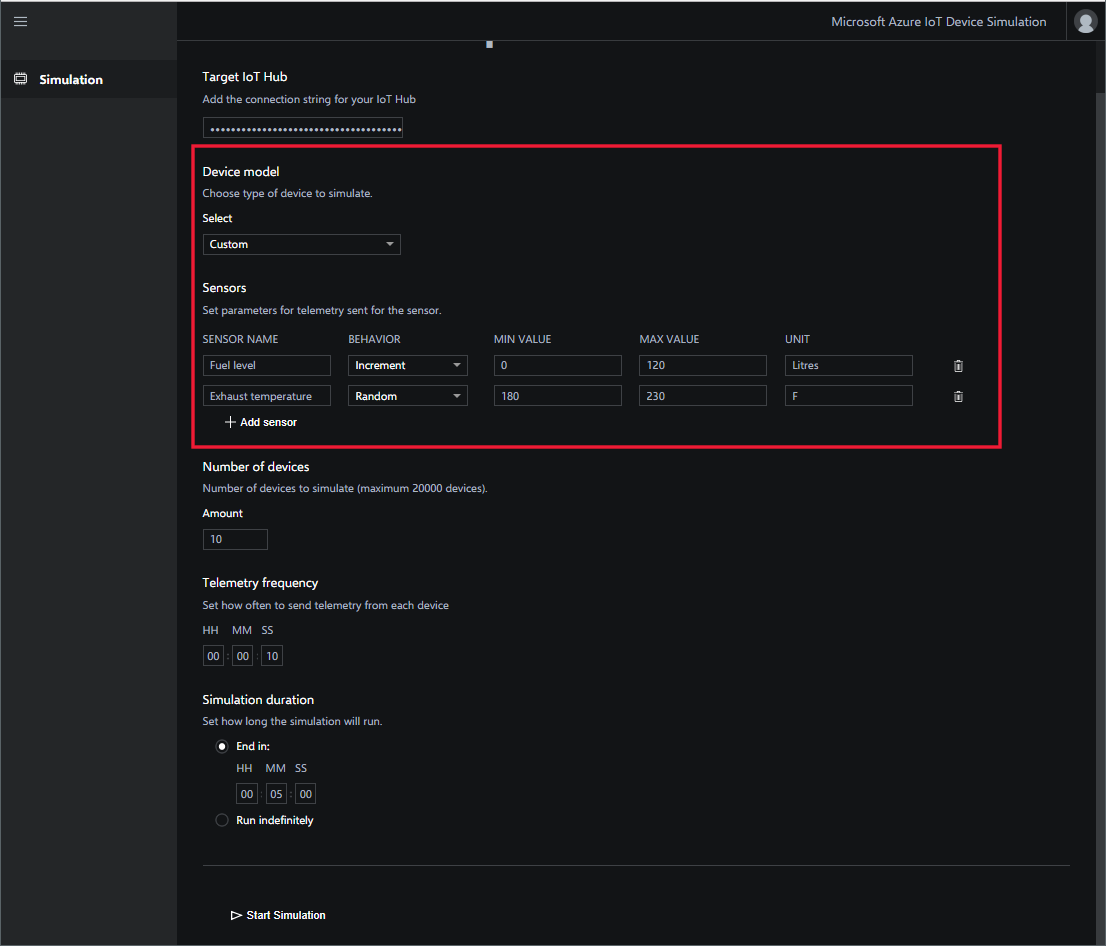 Microsoft Azure IoT Device Simulation
Simulation
Target IoT Hub
Add the connection string for your IoT Hub
••••••••••••••••••••••••••••••••••••
Device model
Choose type of device to simulate.
Select
Custom
Sensors
Set parameters for telemetry sent for the sensor.
SENSOR NAME BEHAVIOR MIN VALUE MAX VALUE UNIT
Fuel level Increment 0 120 Litres
Exhaust temperature Random 180 230 F
+ Add sensor
Number of devices
Number of devices to simulate (maximum 20000 devices).
Amount
10
Telemetry frequency
Set how often to send telemetry from each device
HH MM SS
00 : 00 : 10
Simulation duration
Set how long the simulation will run.
End in:
HH MM SS
00 : 05 : 00
Run indefinitely
Start Simulation